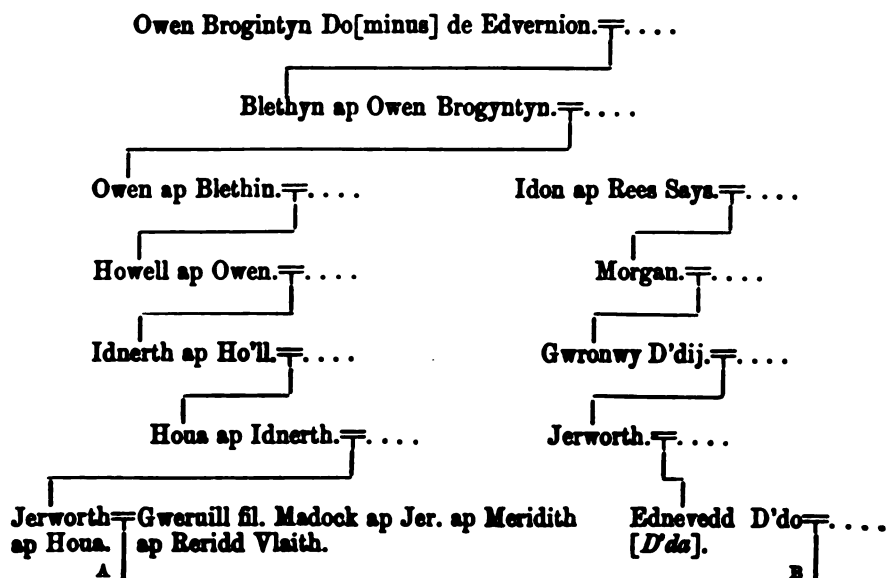 Owen Brogintyn Do[minus] de Edvernion.=....
Blethyn ap Owen Brogyntyn.=....
Owen ap Blethin.=.... Idon ap Rees Says.=....
Howell ap Owen.=.... Morgan.=....
Idnerth ap Ho'll.=.... Gwronwy D'dij.=....
Houa ap Idnerth.=.... Jerworth.=....
Jerworth=Gweruill fil. Madock ap Jer. ap Meridith Ednevedd D'do=....
ap Houa. ap Reridd Vlaith. [D'da].
A B